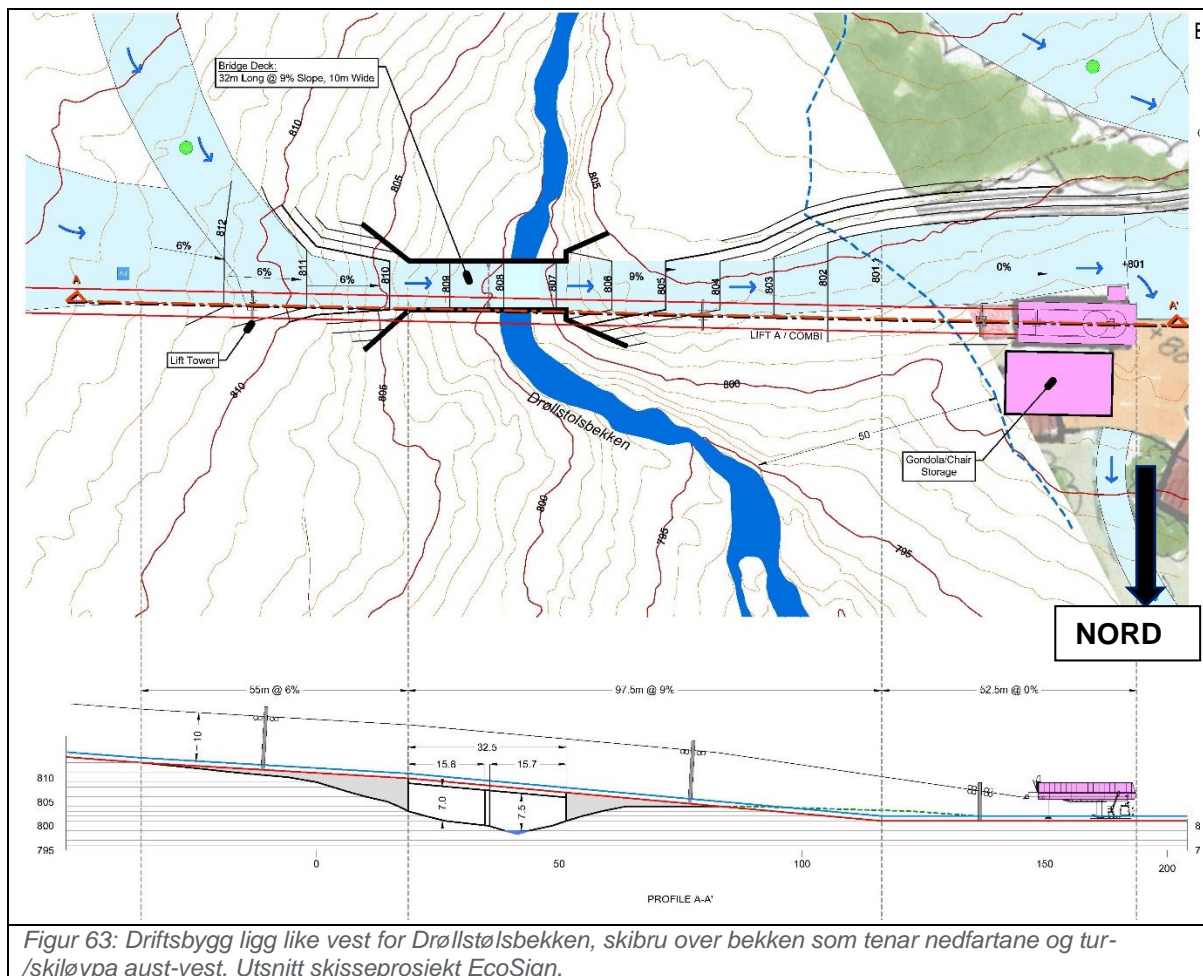 E
Bridge Deck:
32m Long @ 9% Slope, 10m Wide
810
805
805
812
6%
6%
811
6%
810
809
808
807
806
9%
805
804
803
802
801
0%
+801
A
A'
Lift Tower
LIFT A / COMBI
810
805
800
Drøllstolsbekken
50
Gondola/Chair
Storage
800
795
795
NORD
55m @ 6%
97.5m @ 9%
52.5m @ 0%
10
32.5
15.8
15.7
7.0
7.5
810
805
800
795
8
7
0
50
100
150
200
PROFILE A-A'
Figur 63: Driftsbygg ligg like vest for Drøllstølsbekken, skibru over bekken som tenar nedfartane og tur-
/skiløypa aust-vest. Utsnitt skisseprosjekt EcoSign.